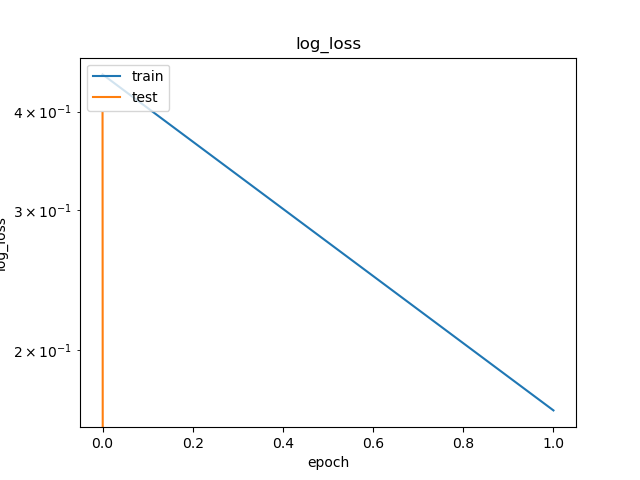 log_loss
train
test
4 × 10⁻¹
3 × 10⁻¹
2 × 10⁻¹
log_loss
0.0 0.2 0.4 0.6 0.8 1.0
epoch